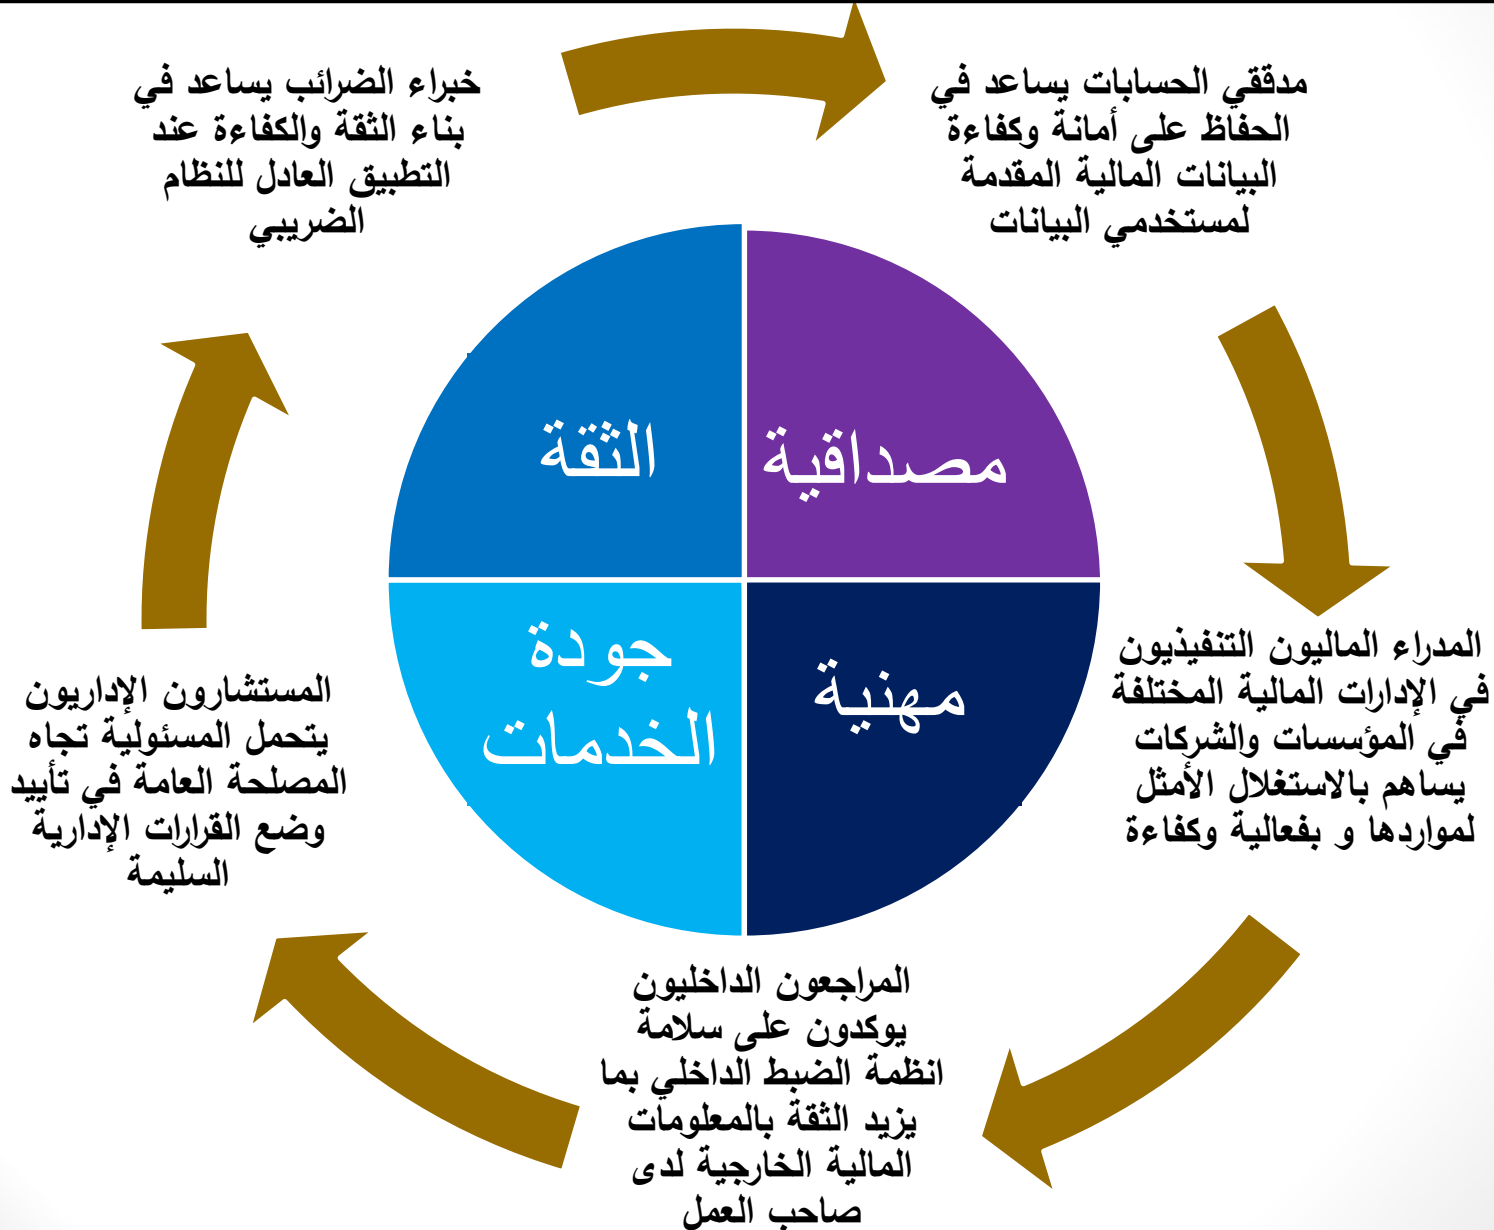 مدققي الحسابات يساعد في
الحفاظ على أمانة وكفاءة
البيانات المالية المقدمة
لمستخدمي البيانات
المدراء الماليون التنفيذيون
في الإدارات المالية المختلفة
في المؤسسات والشركات
يساهم بالاستغلال الأمثل
لمواردها و بفعالية وكفاءة
المراجعون الداخليون
يوكدون على سلامة
انظمة الضبط الداخلي بما
يزيد الثقة بالمعلومات
المالية الخارجية لدى
صاحب العمل
المستشارون الإداريون
يتحمل المسئولية تجاه
المصلحة العامة في تأييد
وضع القرارات الإدارية
السليمة
خبراء الضرائب يساعد في
بناء الثقة والكفاءة عند
التطبيق العادل للنظام
الضريبي
مصداقية
مهنية
جودة
الخدمات
الثقة